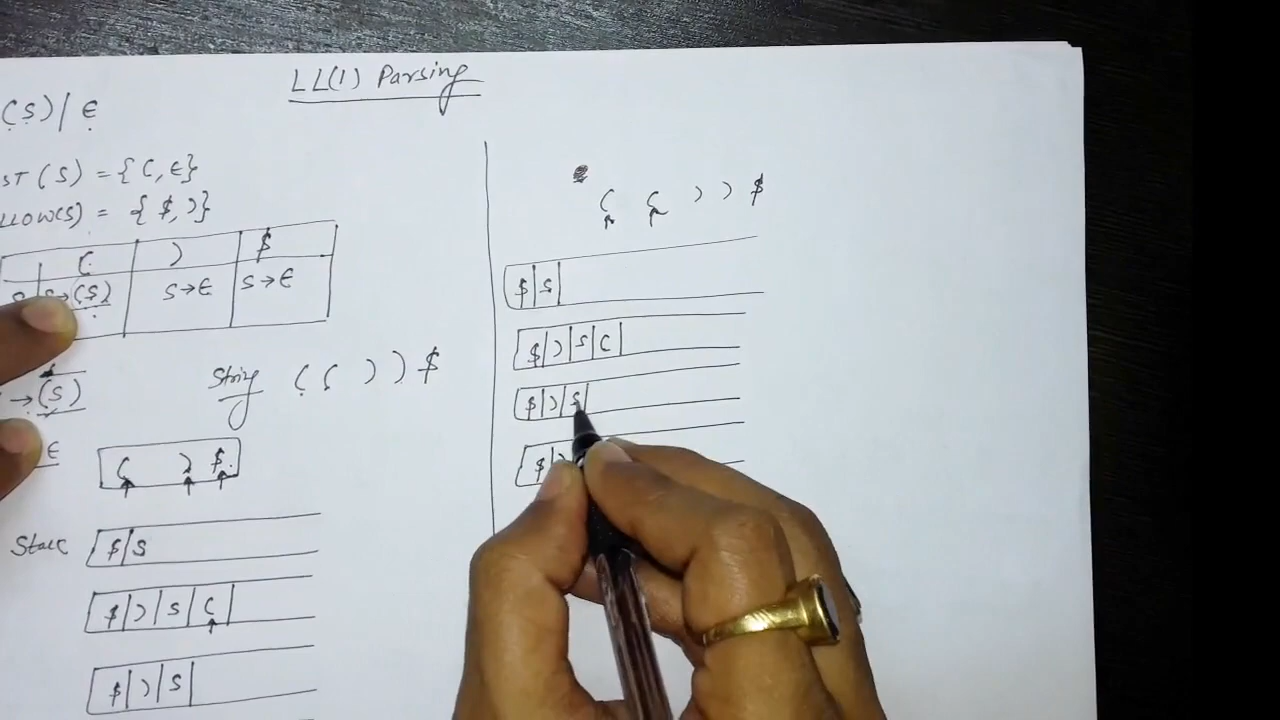 LL(1) Parsing
(S) | ϵ
ST(S) = {(, ϵ}
LLOW(S) = {$, )}
( ) $
S→(S) S→ϵ S→ϵ
→(S)
String ( ( ) ) $
ϵ
( ) $
Stack $ | S
$ | ) | S | (
$ | ) | S
( ( ) ) $
$ | S
$ | ) | S | (
$ | ) | S
$ | )